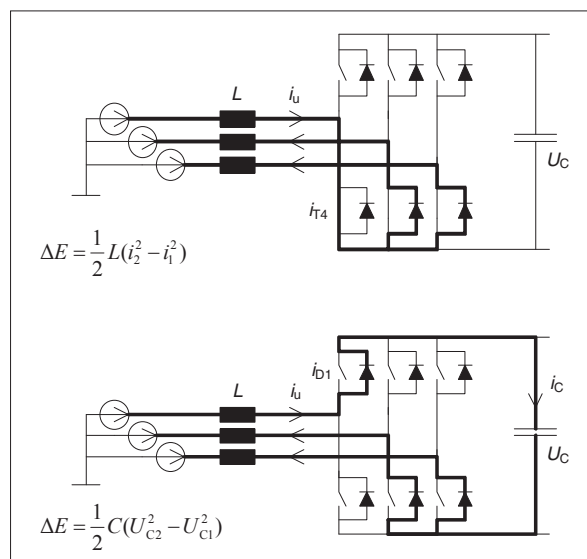 L
i_u
i_T4
U_C
ΔE = 1/2 L(i_2^2 − i_1^2)
i_D1
L
i_u
i_C
U_C
ΔE = 1/2 C(U_C2^2 − U_C1^2)